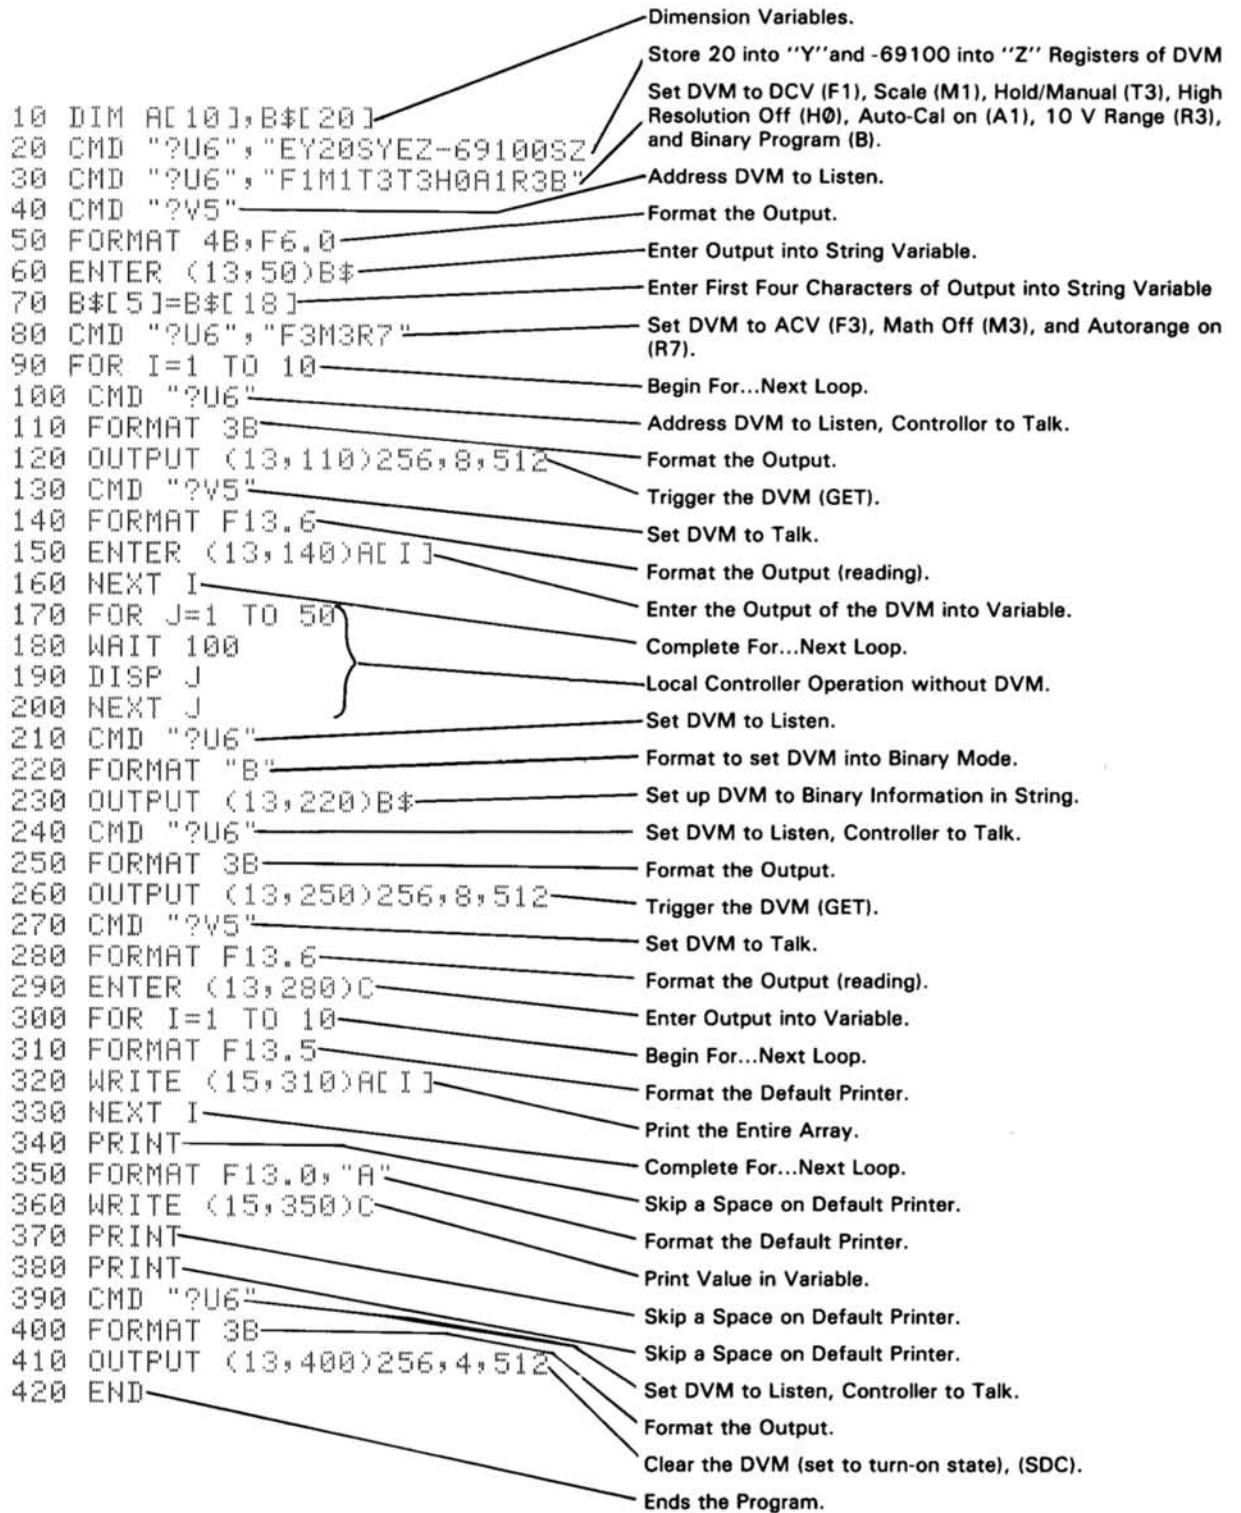 10 DIM A[10],B$[20]
20 CMD "?U6","EY20SYEZ-69100SZ
30 CMD "?U6","F1M1T3T3H0A1R3B"
40 CMD "?V5"
50 FORMAT 4B,F6.0
60 ENTER (13,50)B$
70 B$[5]=B$[18]
80 CMD "?U6","F3M3R7"
90 FOR I=1 TO 10
100 CMD "?U6"
110 FORMAT 3B
120 OUTPUT (13,110)256,8,512
130 CMD "?V5"
140 FORMAT F13.6
150 ENTER (13,140)A[I]
160 NEXT I
170 FOR J=1 TO 50
180 WAIT 100
190 DISP J
200 NEXT J
210 CMD "?U6"
220 FORMAT "B"
230 OUTPUT (13,220)B$
240 CMD "?U6"
250 FORMAT 3B
260 OUTPUT (13,250)256,8,512
270 CMD "?V5"
280 FORMAT F13.6
290 ENTER (13,280)C
300 FOR I=1 TO 10
310 FORMAT F13.5
320 WRITE (15,310)A[I]
330 NEXT I
340 PRINT
350 FORMAT F13.0,"A"
360 WRITE (15,350)C
370 PRINT
380 PRINT
390 CMD "?U6"
400 FORMAT 3B
410 OUTPUT (13,400)256,4,512
420 END
Dimension Variables.
Store 20 into ''Y''and -69100 into ''Z'' Registers of DVM
Set DVM to DCV (F1), Scale (M1), Hold/Manual (T3), High
Resolution Off (HØ), Auto-Cal on (A1), 10 V Range (R3),
and Binary Program (B).
Address DVM to Listen.
Format the Output.
Enter Output into String Variable.
Enter First Four Characters of Output into String Variable
Set DVM to ACV (F3), Math Off (M3), and Autorange on
(R7).
Begin For...Next Loop.
Address DVM to Listen, Controllor to Talk.
Format the Output.
Trigger the DVM (GET).
Set DVM to Talk.
Format the Output (reading).
Enter the Output of the DVM into Variable.
Complete For...Next Loop.
Local Controller Operation without DVM.
Set DVM to Listen.
Format to set DVM into Binary Mode.
Set up DVM to Binary Information in String.
Set DVM to Listen, Controller to Talk.
Format the Output.
Trigger the DVM (GET).
Set DVM to Talk.
Format the Output (reading).
Enter Output into Variable.
Begin For...Next Loop.
Format the Default Printer.
Print the Entire Array.
Complete For...Next Loop.
Skip a Space on Default Printer.
Format the Default Printer.
Print Value in Variable.
Skip a Space on Default Printer.
Skip a Space on Default Printer.
Set DVM to Listen, Controller to Talk.
Format the Output.
Clear the DVM (set to turn-on state), (SDC).
Ends the Program.